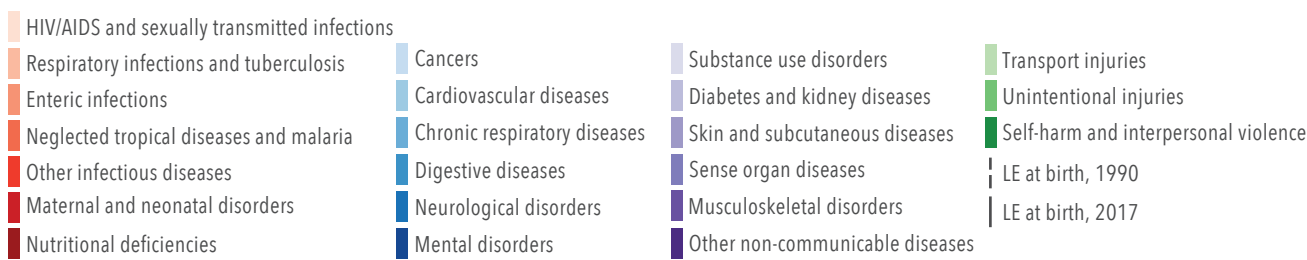 HIV/AIDS and sexually transmitted infections
Respiratory infections and tuberculosis
Enteric infections
Neglected tropical diseases and malaria
Other infectious diseases
Maternal and neonatal disorders
Nutritional deficiencies
Cancers
Cardiovascular diseases
Chronic respiratory diseases
Digestive diseases
Neurological disorders
Mental disorders
Substance use disorders
Diabetes and kidney diseases
Skin and subcutaneous diseases
Sense organ diseases
Musculoskeletal disorders
Other non-communicable diseases
Transport injuries
Unintentional injuries
Self-harm and interpersonal violence
LE at birth, 1990
LE at birth, 2017